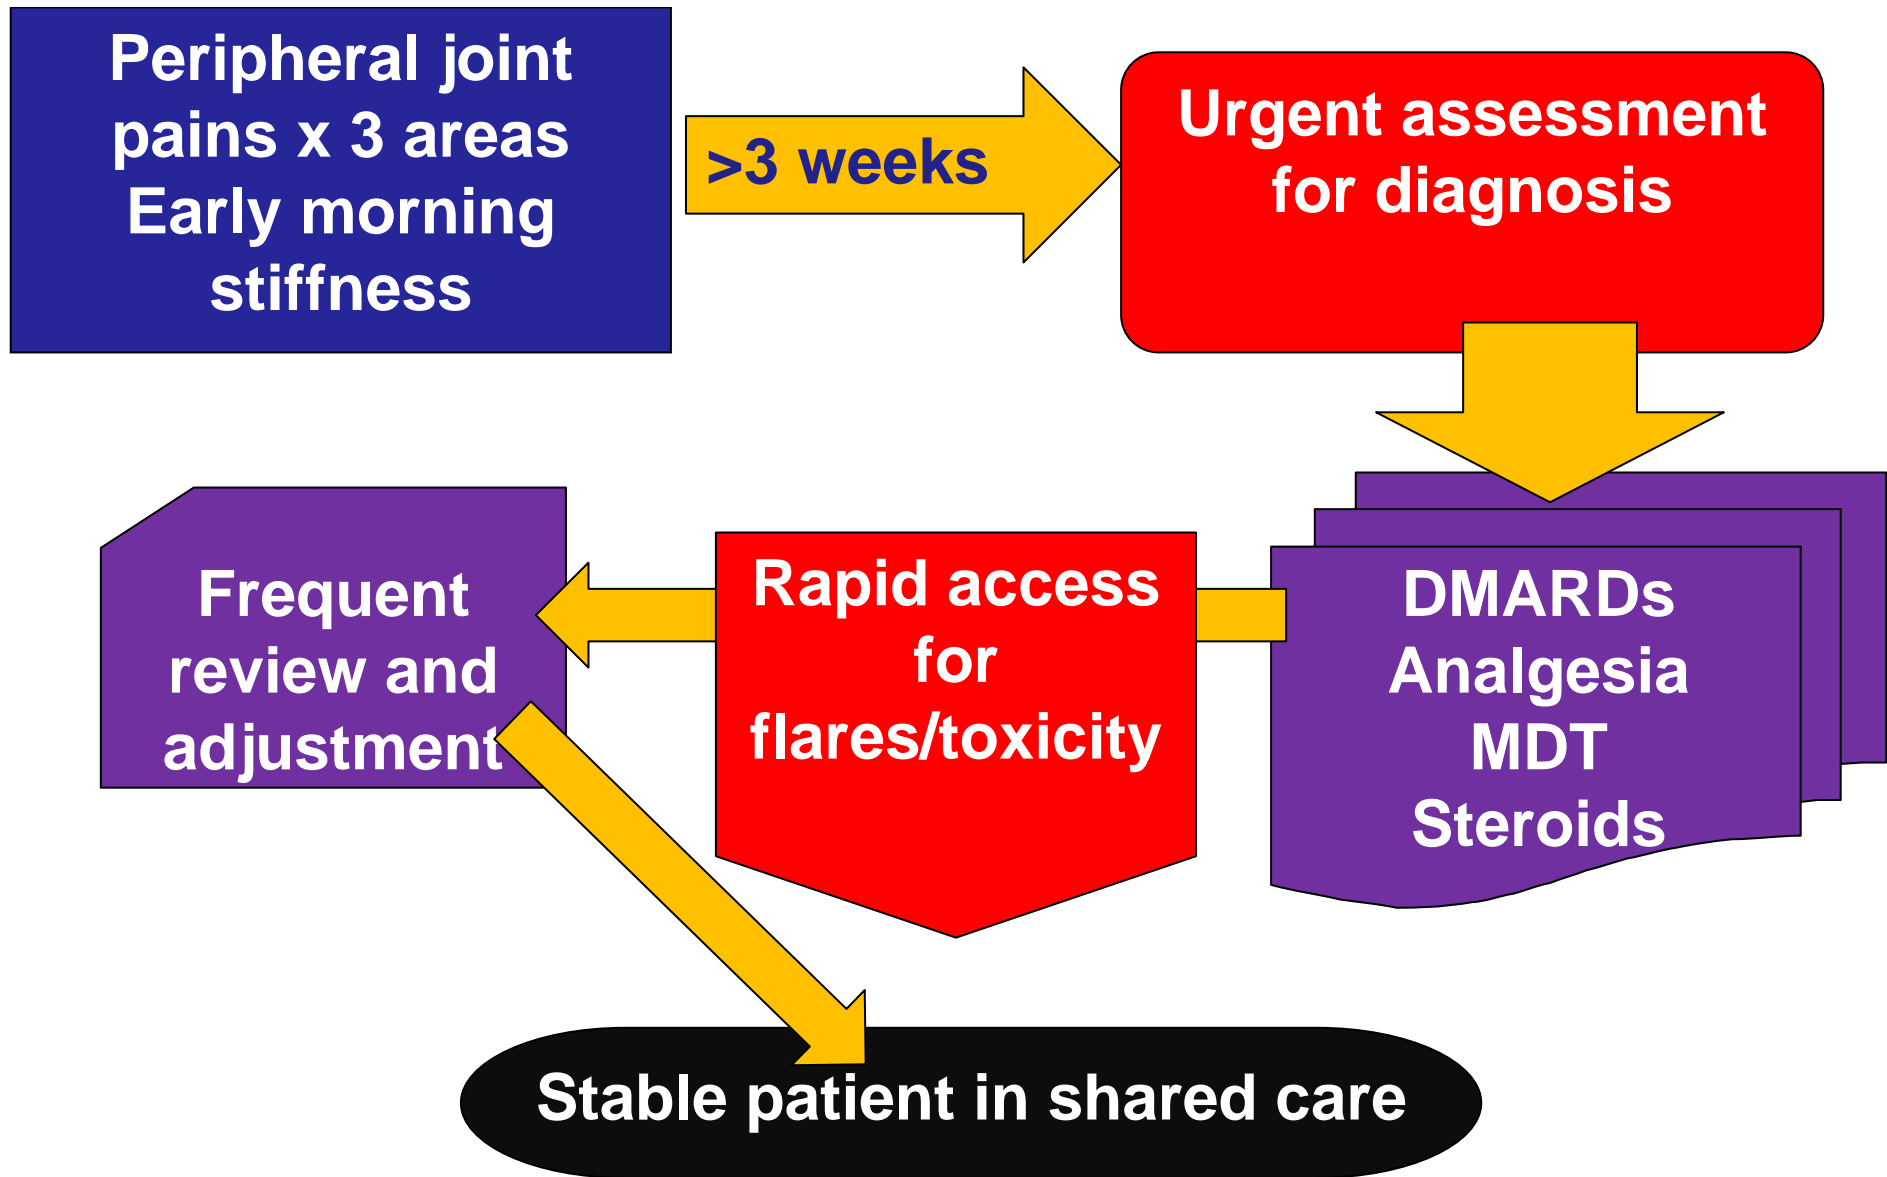 Peripheral joint
pains x 3 areas
Early morning
stiffness
>3 weeks
Urgent assessment
for diagnosis
DMARDs
Analgesia
MDT
Steroids
Rapid access
for
flares/toxicity
Frequent
review and
adjustment
Stable patient in shared care